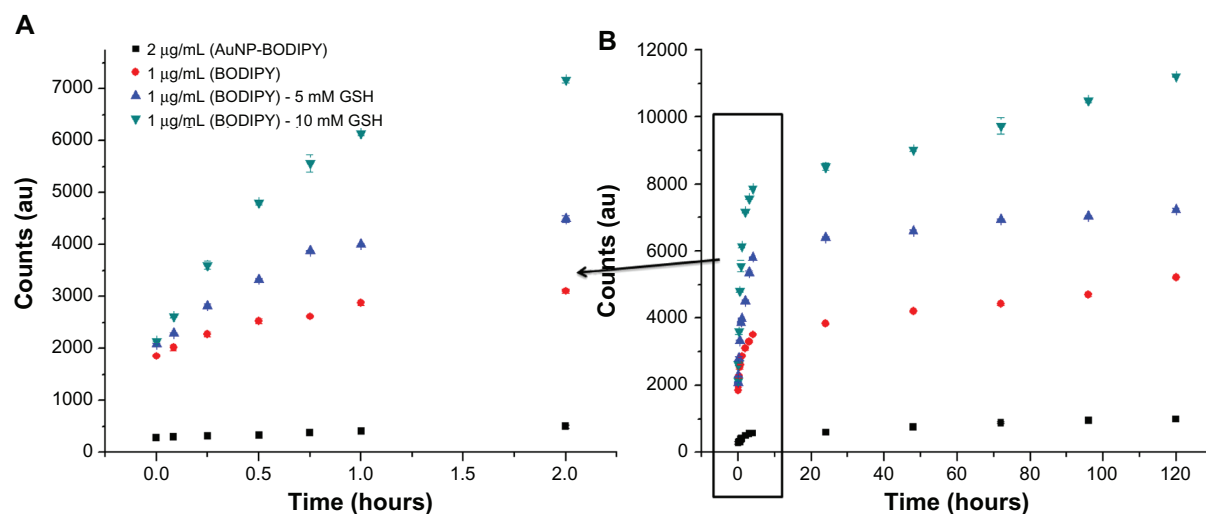 A
2 µg/mL (AuNP-BODIPY)
1 µg/mL (BODIPY)
1 µg/mL (BODIPY) - 5 mM GSH
1 µg/mL (BODIPY) - 10 mM GSH
Counts (au)
7000
6000
5000
4000
3000
2000
1000
0
0.0 0.5 1.0 1.5 2.0
Time (hours)
B
Counts (au)
12000
10000
8000
6000
4000
2000
0
0 20 40 60 80 100 120
Time (hours)